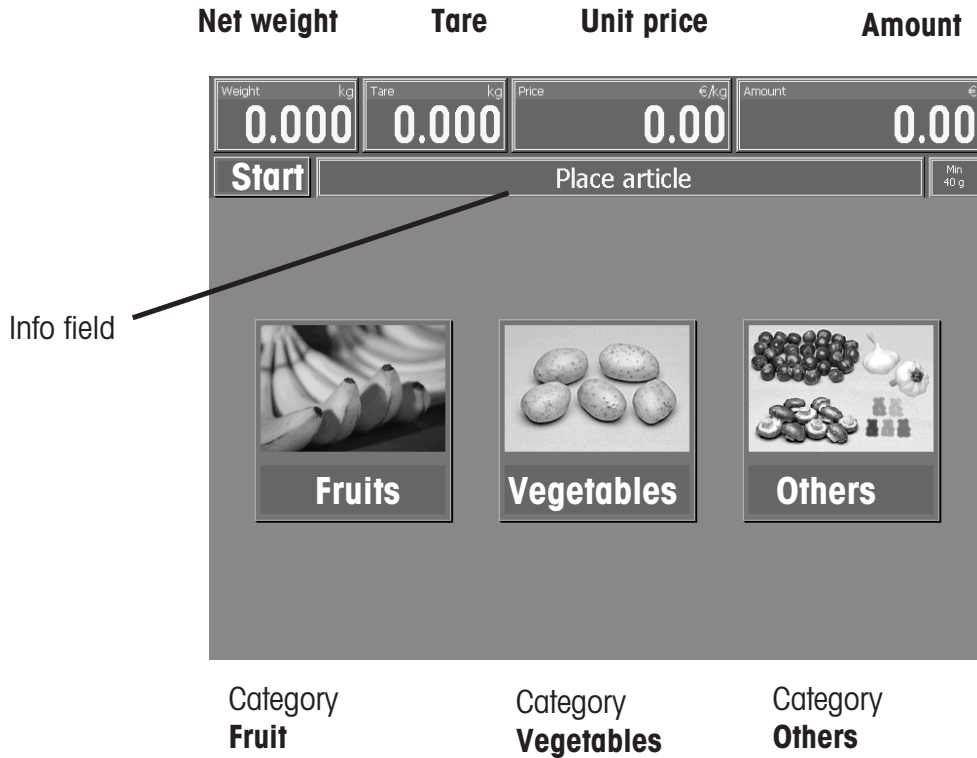 Net weight Tare Unit price Amount
Weight kg Tare kg Price €/kg Amount €
0.000 0.000 0.00 0.00
Start Place article Min
40 g
Info field
Fruits Vegetables Others
Category Category Category
Fruit Vegetables Others